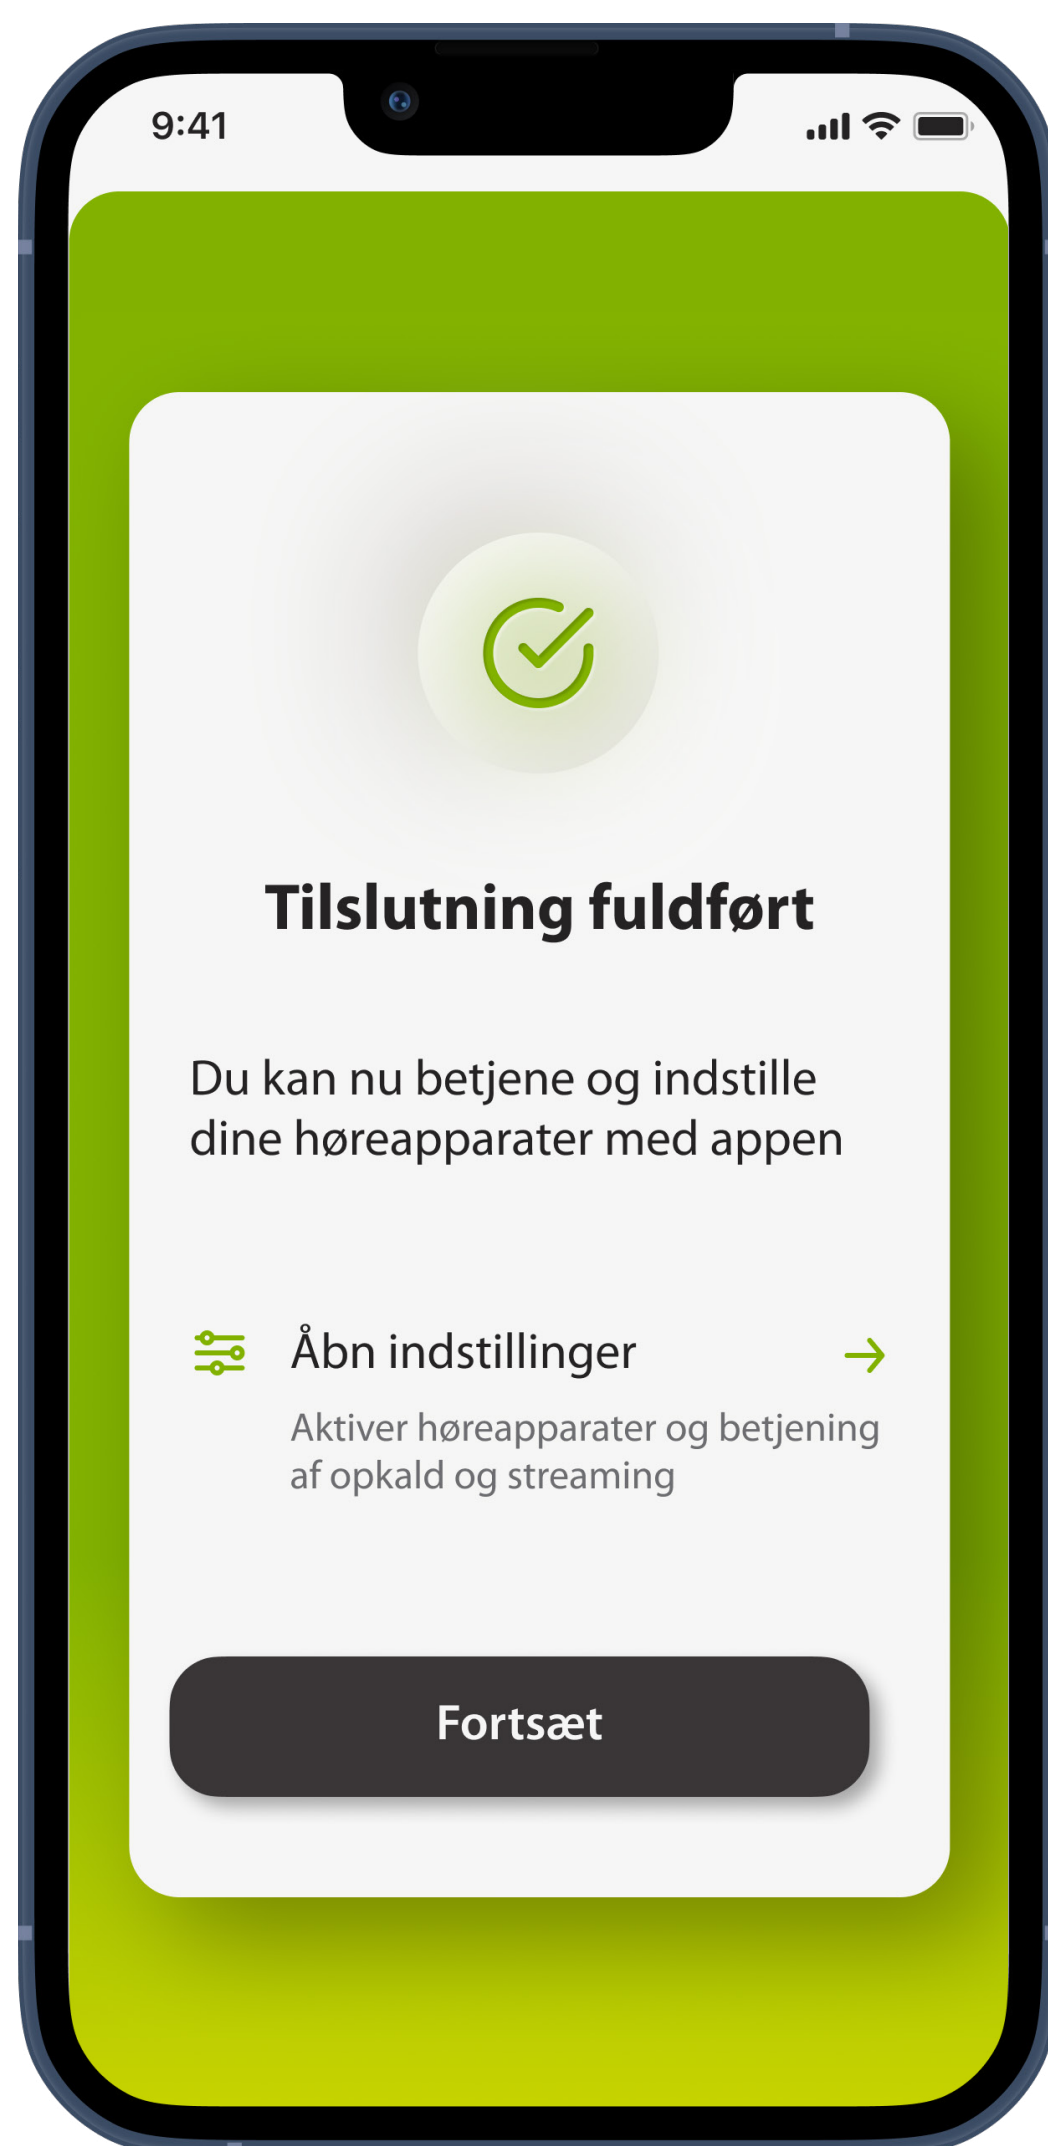 9:41
Tilslutning fuldført
Du kan nu betjene og indstille
dine høreapparater med appen
Åbn indstillinger
Aktiver høreapparater og betjening
af opkald og streaming
Fortsæt